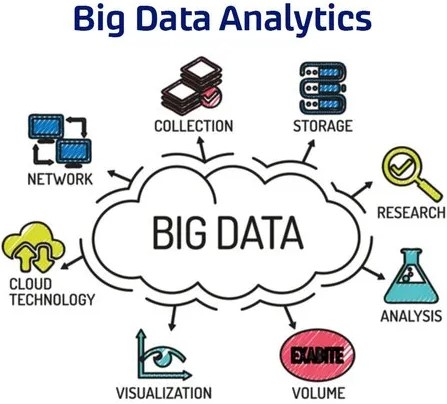 Big Data Analytics
COLLECTION
STORAGE
NETWORK
RESEARCH
BIG DATA
CLOUD
TECHNOLOGY
ANALYSIS
VISUALIZATION
EXABITE
VOLUME